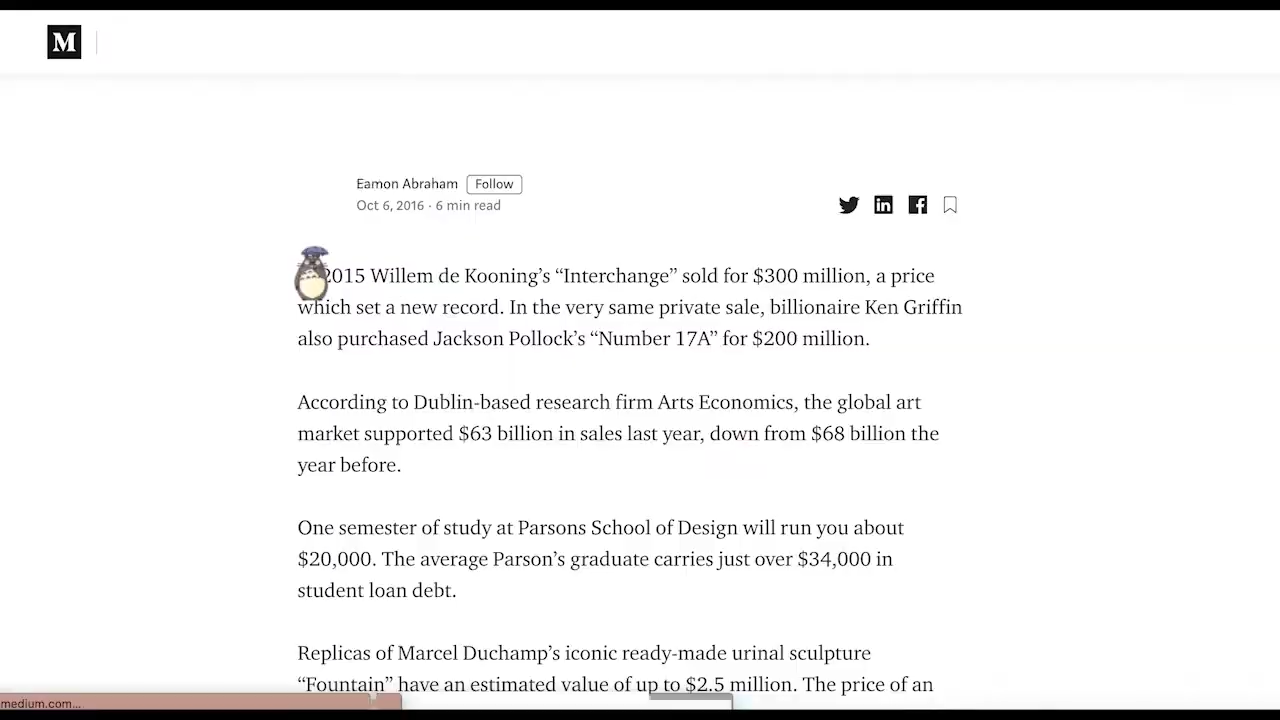 M
Eamon Abraham Follow
Oct 6, 2016 · 6 min read
2015 Willem de Kooning’s “Interchange” sold for $300 million, a price
which set a new record. In the very same private sale, billionaire Ken Griffin
also purchased Jackson Pollock’s “Number 17A” for $200 million.
According to Dublin-based research firm Arts Economics, the global art
market supported $63 billion in sales last year, down from $68 billion the
year before.
One semester of study at Parsons School of Design will run you about
$20,000. The average Parson’s graduate carries just over $34,000 in
student loan debt.
Replicas of Marcel Duchamp’s iconic ready-made urinal sculpture
“Fountain” have an estimated value of up to $2.5 million. The price of an
medium.com...